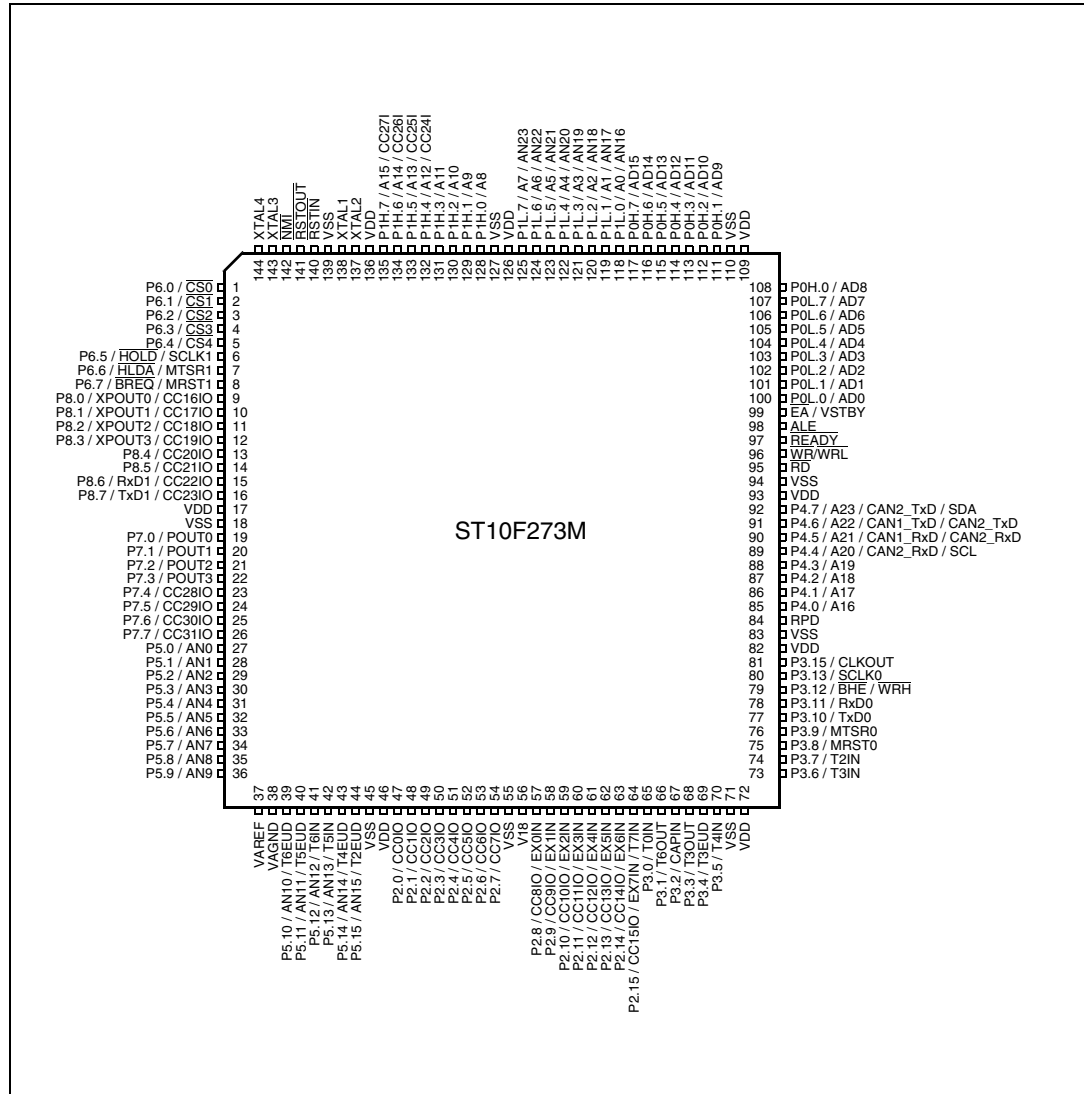 XTAL4
XTAL3
NMI
RSTOUT
RSTIN
VSS
XTAL1
XTAL2
VDD
P1H.7 / A15 / CC27I
P1H.6 / A14 / CC26I
P1H.5 / A13 / CC25I
P1H.4 / A12 / CC24I
P1H.3 / A11
P1H.2 / A10
P1H.1 / A9
P1H.0 / A8
VSS
VDD
P1L.7 / A7 / AN23
P1L.6 / A6 / AN22
P1L.5 / A5 / AN21
P1L.4 / A4 / AN20
P1L.3 / A3 / AN19
P1L.2 / A2 / AN18
P1L.1 / A1 / AN17
P1L.0 / A0 / AN16
P0H.7 / AD15
P0H.6 / AD14
P0H.5 / AD13
P0H.4 / AD12
P0H.3 / AD11
P0H.2 / AD10
P0H.1 / AD9
VSS
VDD
144
143
142
141
140
139
138
137
136
135
134
133
132
131
130
129
128
127
126
125
124
123
122
121
120
119
118
117
116
115
114
113
112
111
110
109
P6.0 / CS0 1
P6.1 / CS1 2
P6.2 / CS2 3
P6.3 / CS3 4
P6.4 / CS4 5
P6.5 / HOLD / SCLK1 6
P6.6 / HLDA / MTSR1 7
P6.7 / BREQ / MRST1 8
P8.0 / XPOUT0 / CC16IO 9
P8.1 / XPOUT1 / CC17IO 10
P8.2 / XPOUT2 / CC18IO 11
P8.3 / XPOUT3 / CC19IO 12
P8.4 / CC20IO 13
P8.5 / CC21IO 14
P8.6 / RxD1 / CC22IO 15
P8.7 / TxD1 / CC23IO 16
VDD 17
VSS 18
P7.0 / POUT0 19
P7.1 / POUT1 20
P7.2 / POUT2 21
P7.3 / POUT3 22
P7.4 / CC28IO 23
P7.5 / CC29IO 24
P7.6 / CC30IO 25
P7.7 / CC31IO 26
P5.0 / AN0 27
P5.1 / AN1 28
P5.2 / AN2 29
P5.3 / AN3 30
P5.4 / AN4 31
P5.5 / AN5 32
P5.6 / AN6 33
P5.7 / AN7 34
P5.8 / AN8 35
P5.9 / AN9 36
ST10F273M
108 P0H.0 / AD8
107 P0L.7 / AD7
106 P0L.6 / AD6
105 P0L.5 / AD5
104 P0L.4 / AD4
103 P0L.3 / AD3
102 P0L.2 / AD2
101 P0L.1 / AD1
100 P0L.0 / AD0
99 EA / VSTBY
98 ALE
97 READY
96 WR/WRL
95 RD
94 VSS
93 VDD
92 P4.7 / A23 / CAN2_TxD / SDA
91 P4.6 / A22 / CAN1_TxD / CAN2_TxD
90 P4.5 / A21 / CAN1_RxD / CAN2_RxD
89 P4.4 / A20 / CAN2_RxD / SCL
88 P4.3 / A19
87 P4.2 / A18
86 P4.1 / A17
85 P4.0 / A16
84 RPD
83 VSS
82 VDD
81 P3.15 / CLKOUT
80 P3.13 / SCLK0
79 P3.12 / BHE / WRH
78 P3.11 / RxD0
77 P3.10 / TxD0
76 P3.9 / MTSR0
75 P3.8 / MRST0
74 P3.7 / T2IN
73 P3.6 / T3IN
37
38
39
40
41
42
43
44
45
46
47
48
49
50
51
52
53
54
55
56
57
58
59
60
61
62
63
64
65
66
67
68
69
70
71
72
VAREF
VAGND
P5.10 / AN10 / T6EUD
P5.11 / AN11 / T5EUD
P5.12 / AN12 / T6IN
P5.13 / AN13 / T5IN
P5.14 / AN14 / T4EUD
P5.15 / AN15 / T2EUD
VSS
VDD
P2.0 / CC0IO
P2.1 / CC1IO
P2.2 / CC2IO
P2.3 / CC3IO
P2.4 / CC4IO
P2.5 / CC5IO
P2.6 / CC6IO
P2.7 / CC7IO
VSS
V18
P2.8 / CC8IO / EX0IN
P2.9 / CC9IO / EX1IN
P2.10 / CC10IO / EX2IN
P2.11 / CC11IO / EX3IN
P2.12 / CC12IO / EX4IN
P2.13 / CC13IO / EX5IN
P2.14 / CC14IO / EX6IN
P2.15 / CC15IO / EX7IN / T7IN
P3.0 / T0IN
P3.1 / T6OUT
P3.2 / CAPIN
P3.3 / T3OUT
P3.4 / T3EUD
P3.5 / T4IN
VSS
VDD